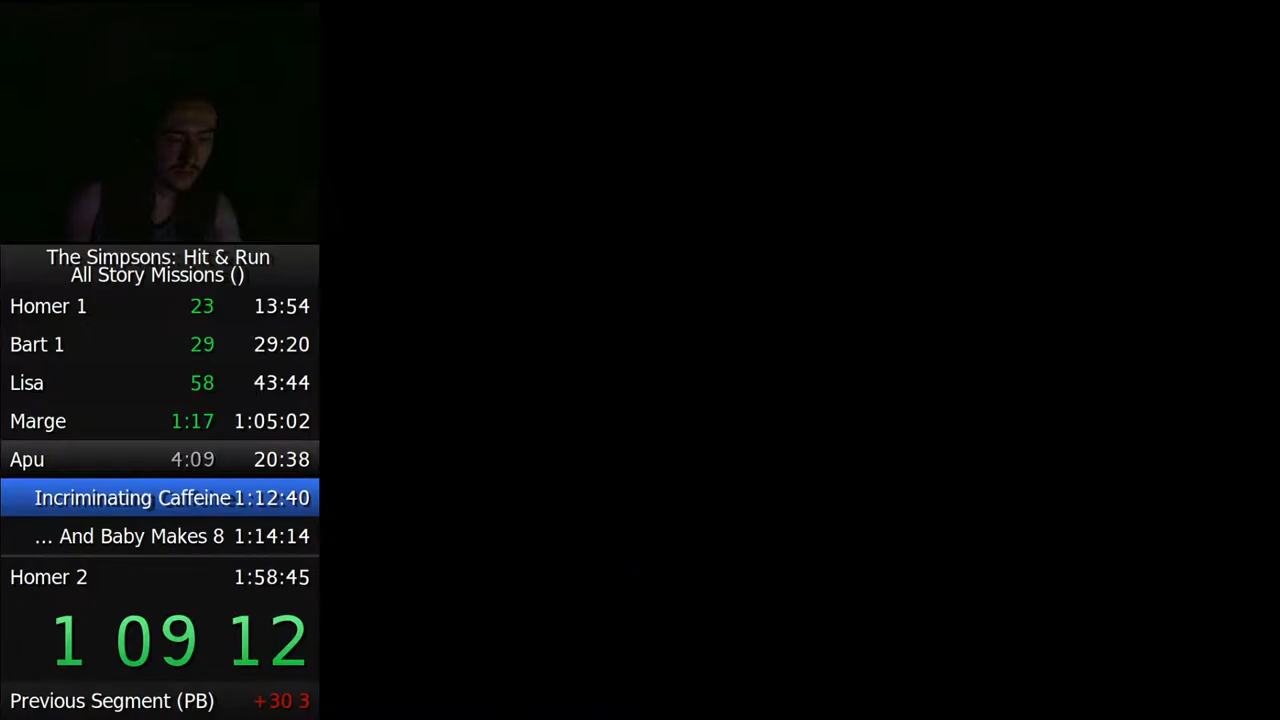 The Simpsons: Hit & Run
All Story Missions ()
Homer 1 23 13:54
Bart 1 29 29:20
Lisa 58 43:44
Marge 1:17 1:05:02
Apu 4:09 20:38
Incriminating Caffeine 1:12:40
... And Baby Makes 8 1:14:14
Homer 2 1:58:45
1 09 12
Previous Segment (PB) +30 3